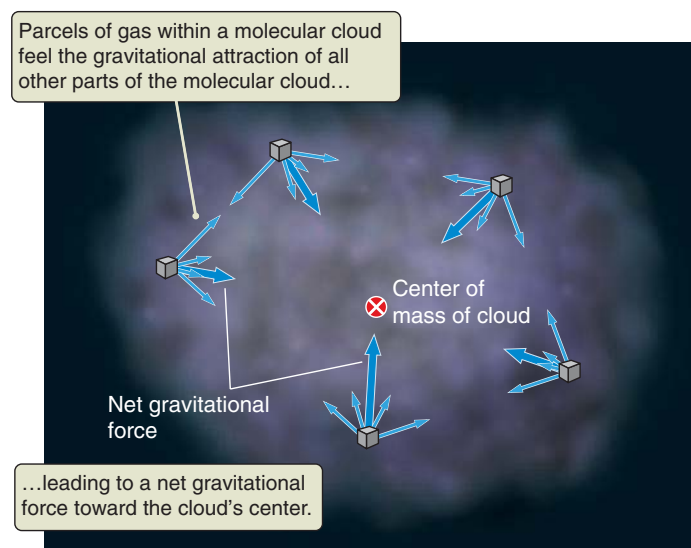 Parcels of gas within a molecular cloud
feel the gravitational attraction of all
other parts of the molecular cloud…
Center of
mass of cloud
Net gravitational
force
…leading to a net gravitational
force toward the cloud’s center.